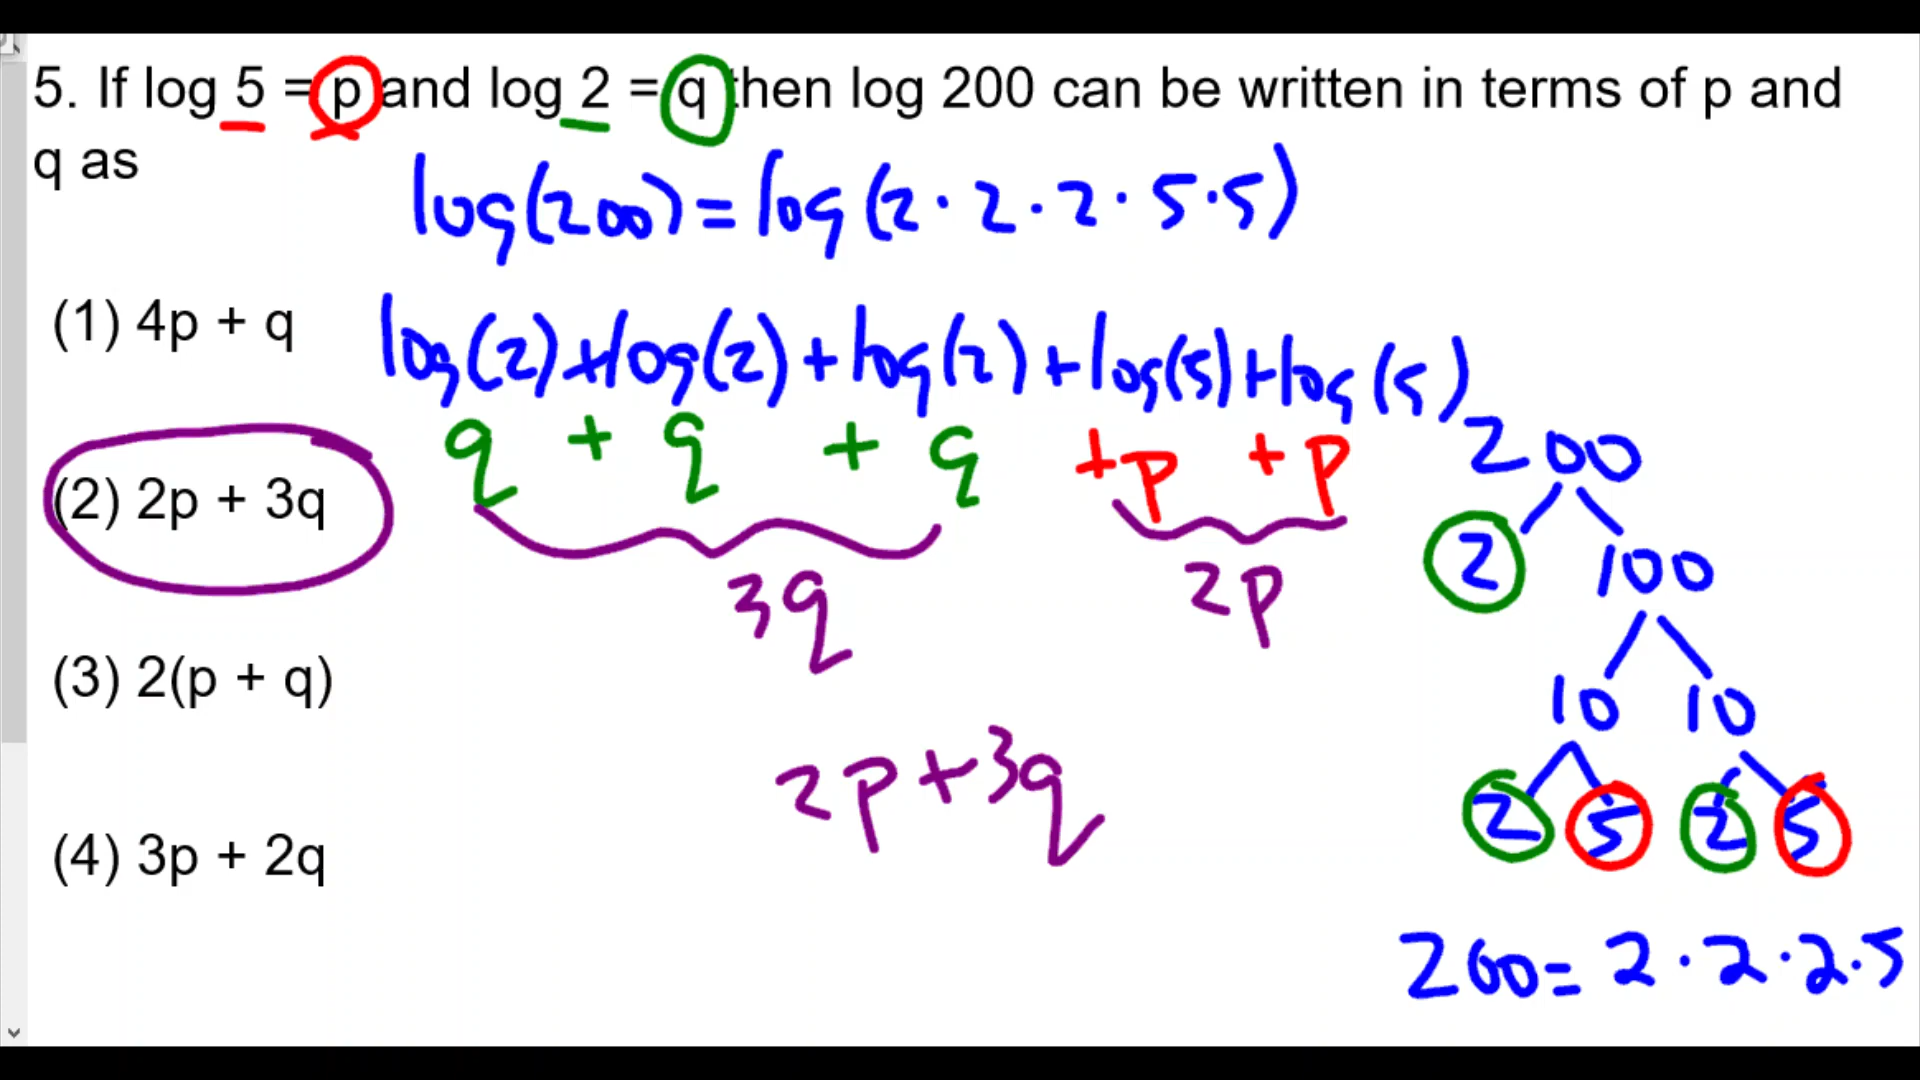 5. If log 5 = p and log 2 = q then log 200 can be written in terms of p and
q as
log(200) = log(2 · 2 · 2 · 5 · 5)
(1) 4p + q
log(2) + log(2) + log(2) + log(5) + log(5)
q + q + q + p + p
(2) 2p + 3q
3q 2p
(3) 2(p + q)
2p + 3q
(4) 3p + 2q
200
2 100
10 10
2 5 2 5
200 = 2 · 2 · 2 · 5